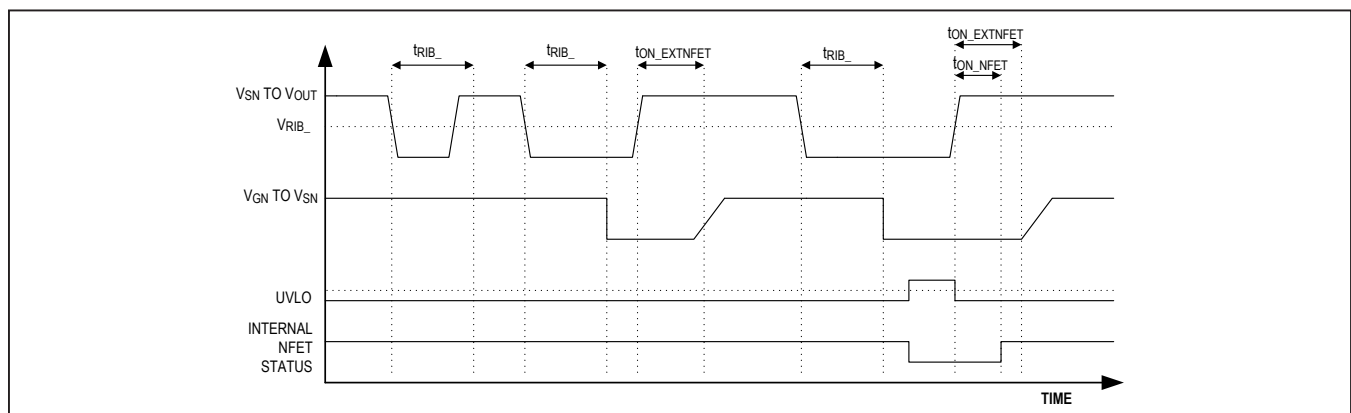 tON_EXTNFET
tRIB_ tRIB_ tON_EXTNFET tRIB_ tON_NFET
VSN TO VOUT
VRIB_
VGN TO VSN
UVLO
INTERNAL
NFET
STATUS
TIME